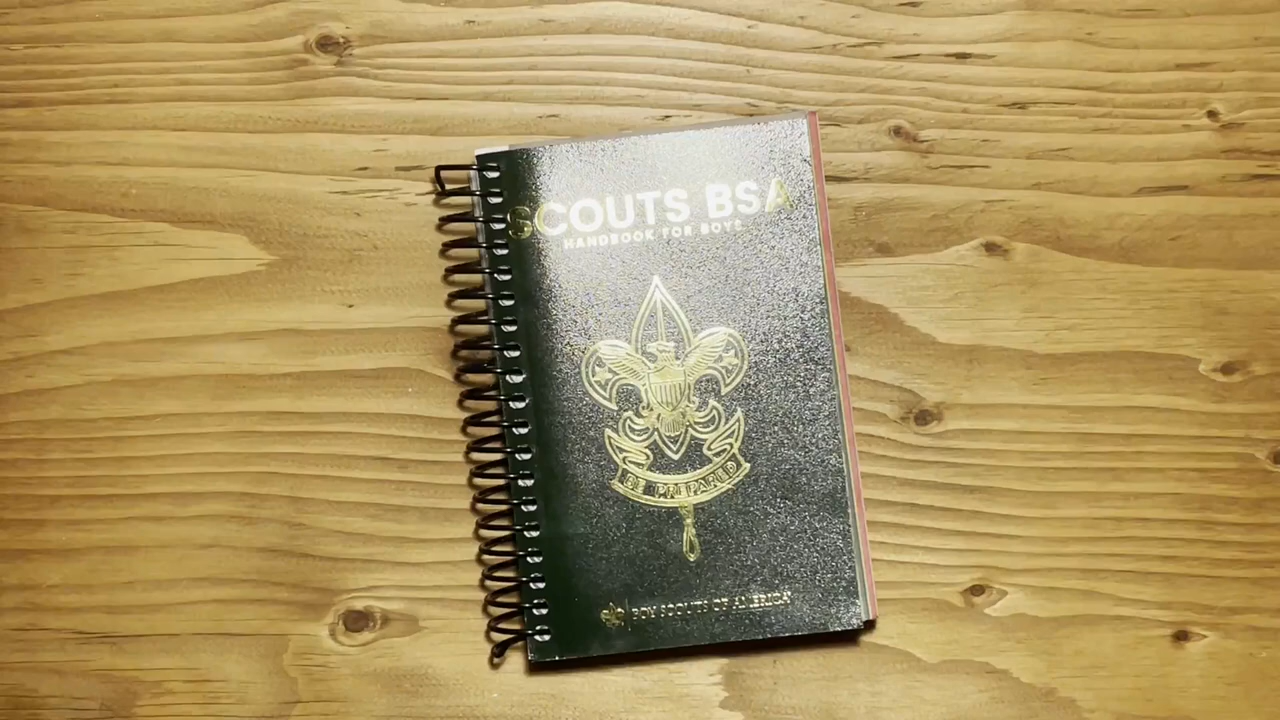 SCOUTS BSA
HANDBOOK FOR BOYS
BE PREPARED
BOY SCOUTS OF AMERICA